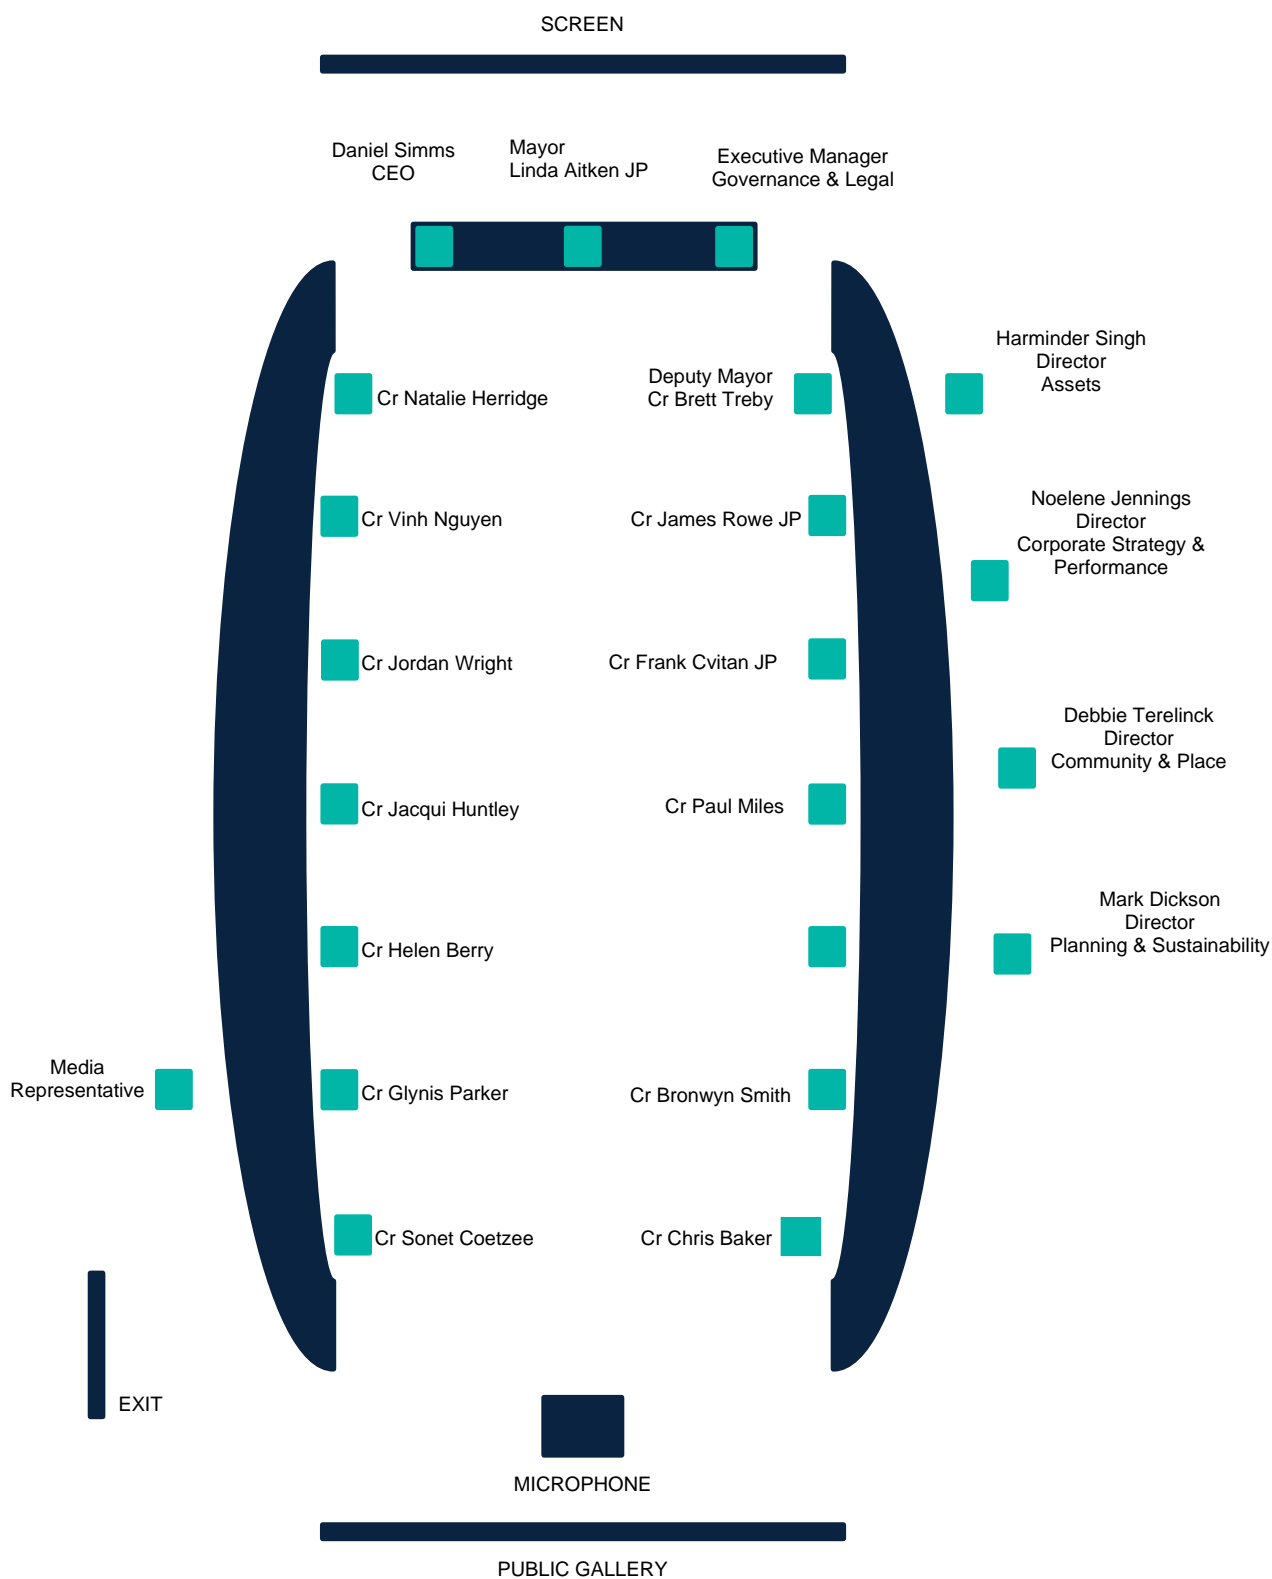 SCREEN
Daniel Simms
CEO
Mayor
Linda Aitken JP
Executive Manager
Governance & Legal
Harminder Singh
Director
Assets
Cr Natalie Herridge
Deputy Mayor
Cr Brett Treby
Noelene Jennings
Director
Corporate Strategy &
Performance
Cr Vinh Nguyen
Cr James Rowe JP
Cr Jordan Wright
Cr Frank Cvitan JP
Debbie Terelinck
Director
Community & Place
Cr Jacqui Huntley
Cr Paul Miles
Mark Dickson
Director
Planning & Sustainability
Cr Helen Berry
Media
Representative
Cr Glynis Parker
Cr Bronwyn Smith
Cr Sonet Coetzee
Cr Chris Baker
EXIT
MICROPHONE
PUBLIC GALLERY